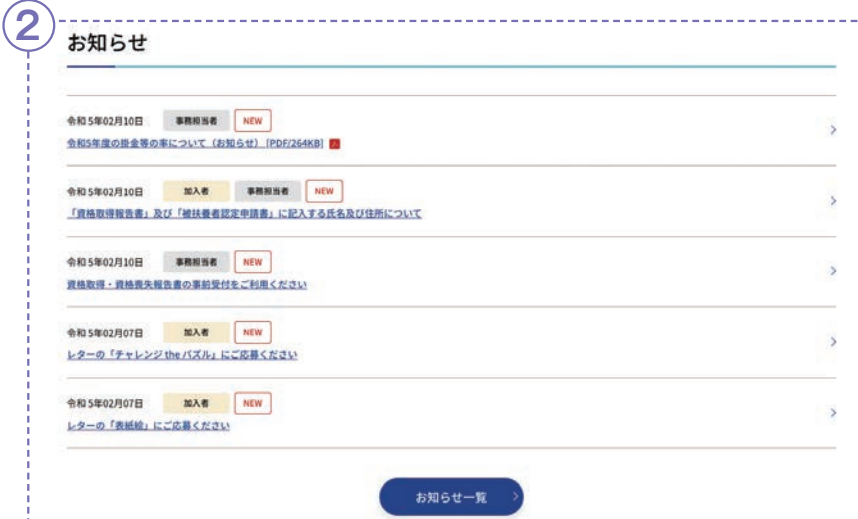 2
お知らせ
令和5年02月10日 事務担当者 NEW
令和5年度の掛金等の率について（お知らせ） [PDF/264KB]
令和5年02月10日 加入者 事務担当者 NEW
「資格取得報告書」及び「被扶養者認定申請書」に記入する氏名及び住所について
令和5年02月10日 事務担当者 NEW
資格取得・資格喪失報告書の事前受付をご利用ください
令和5年02月07日 加入者 NEW
レターの「チャレンジ the パズル」にご応募ください
令和5年02月07日 加入者 NEW
レターの「表紙絵」にご応募ください
お知らせ一覧